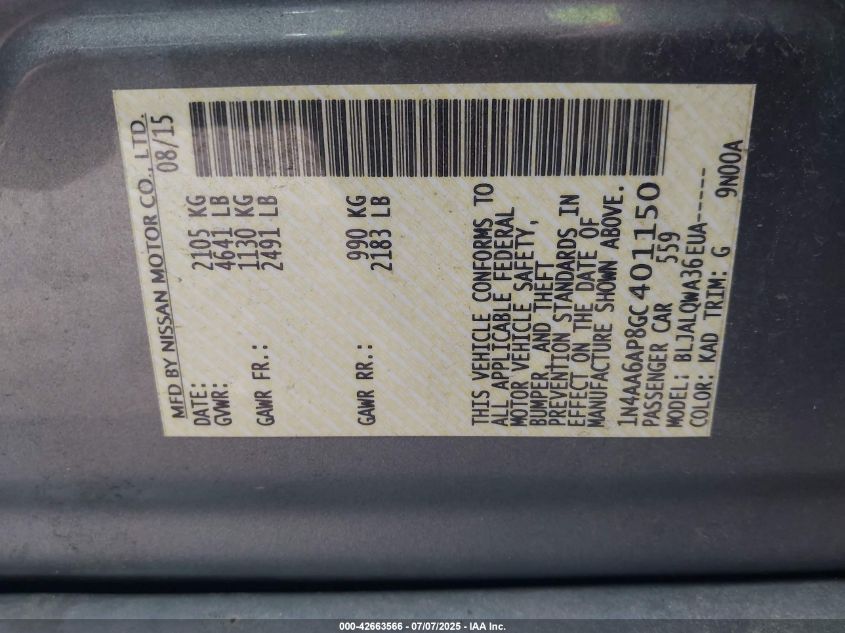 MFD BY NISSAN MOTOR CO., LTD.
DATE: 08/15
GVWR: 2105 KG
4641 LB
GAWR FR.: 1130 KG
2491 LB
GAWR RR.: 990 KG
2183 LB
THIS VEHICLE CONFORMS TO
ALL APPLICABLE FEDERAL
MOTOR VEHICLE SAFETY,
BUMPER, AND THEFT
PREVENTION STANDARDS IN
EFFECT ON THE DATE OF
MANUFACTURE SHOWN ABOVE.
1N4AA6AP8GC401150
PASSENGER CAR 559
MODEL: BLJALQWA36EUA-----
COLOR: KAD TRIM: G 9N00A
000-42663566 - 07/07/2025 - IAA Inc.